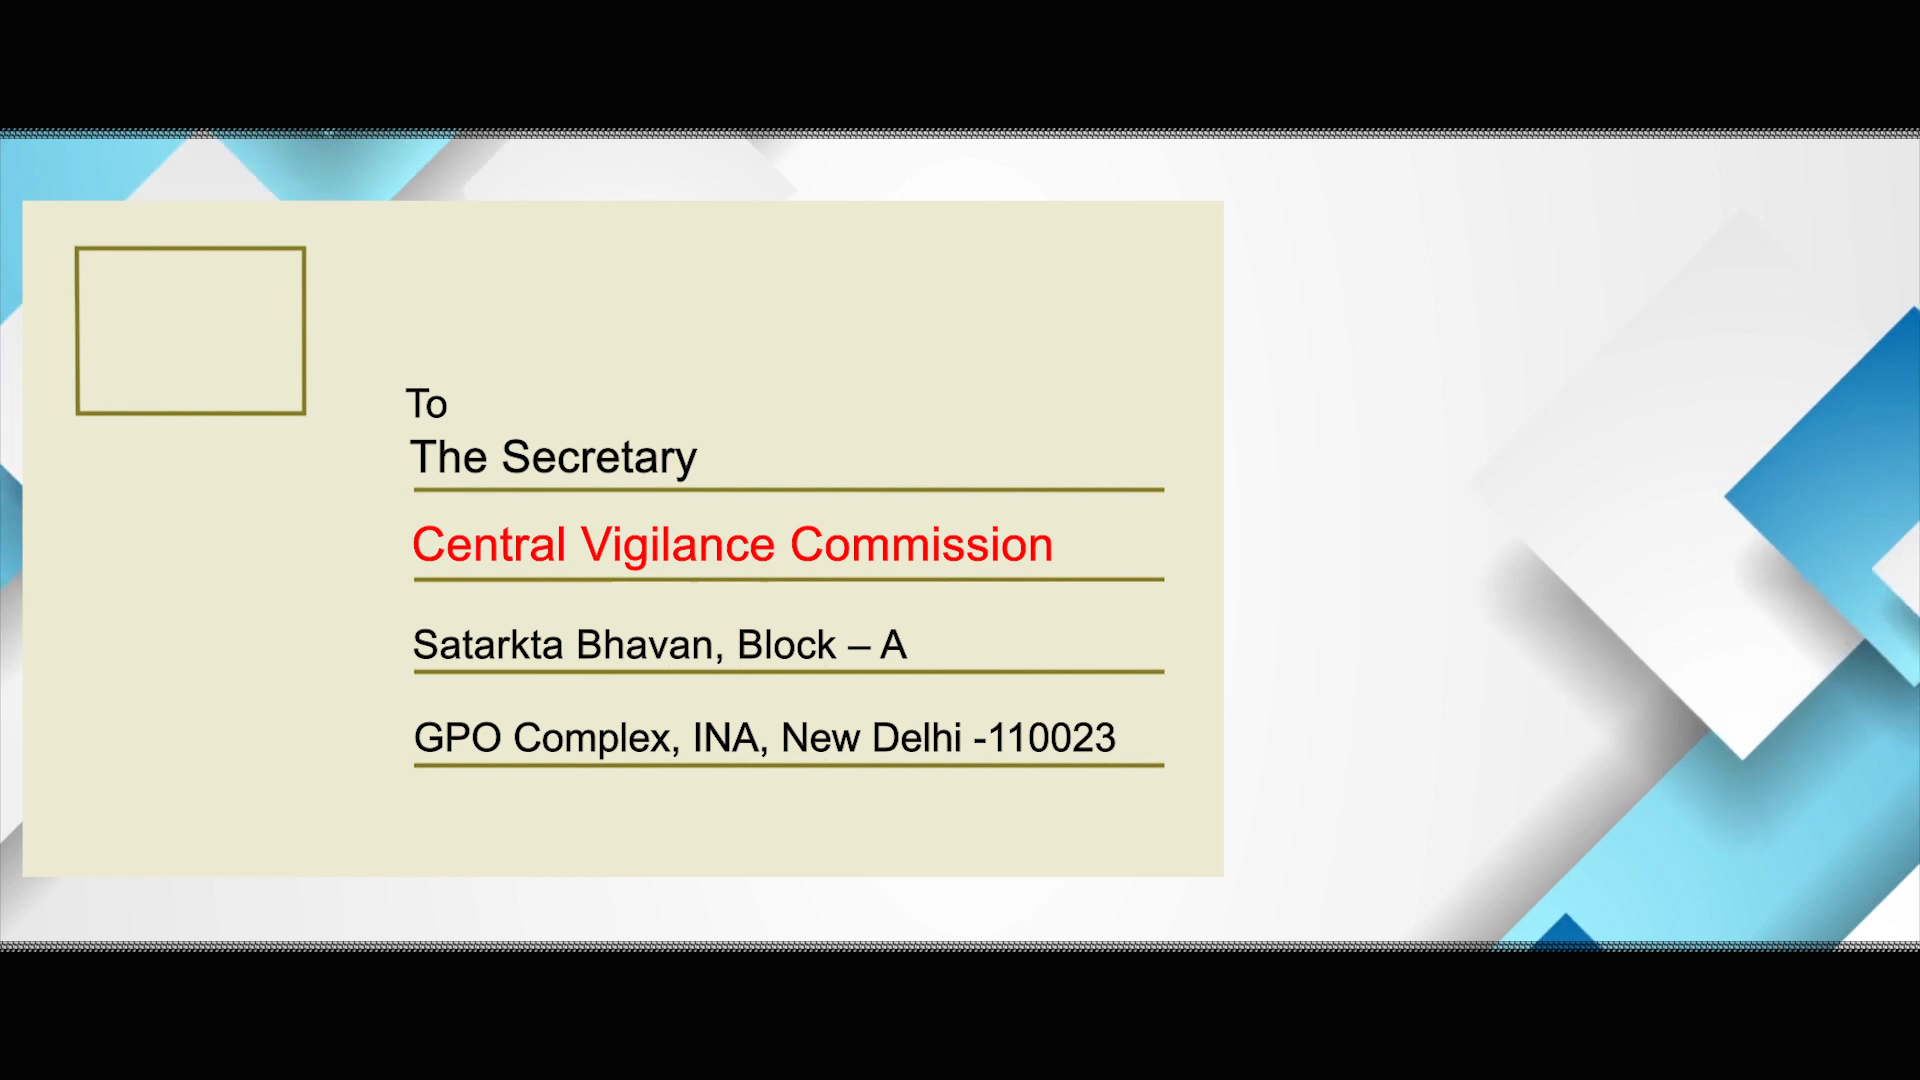 To
The Secretary
Central Vigilance Commission
Satarkta Bhavan, Block – A
GPO Complex, INA, New Delhi -110023